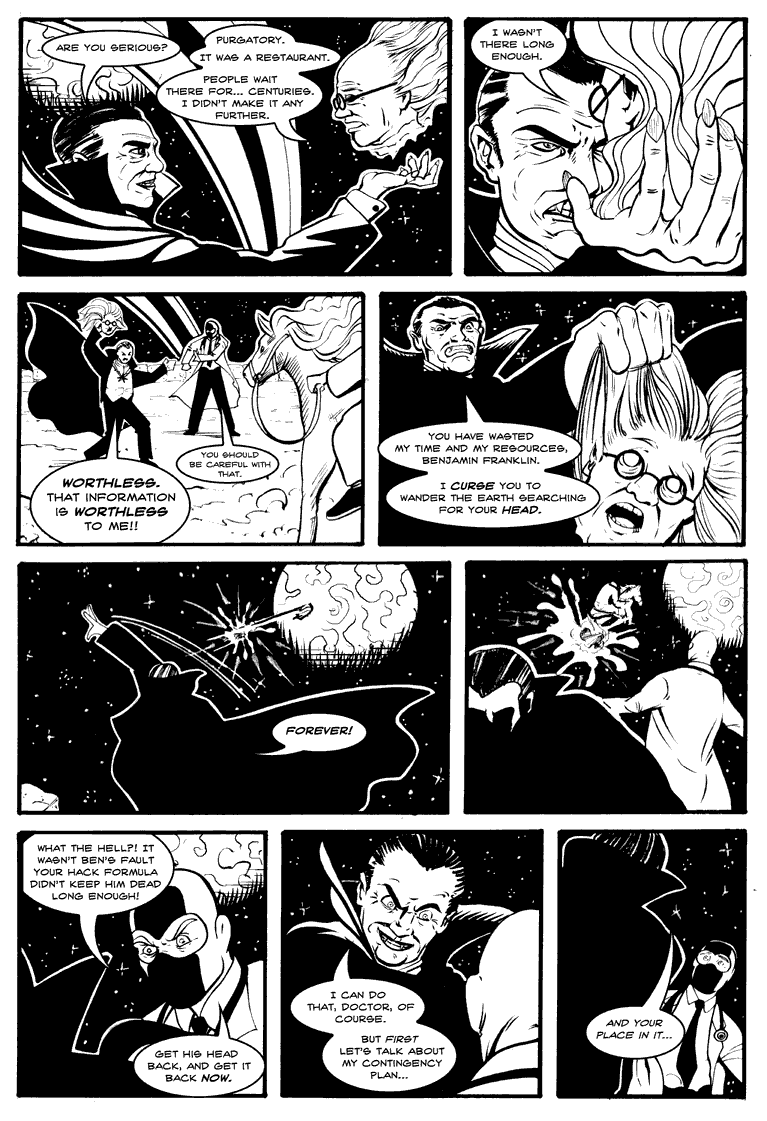 ARE YOU SERIOUS?
PURGATORY.
IT WAS A RESTAURANT.
PEOPLE WAIT
THERE FOR... CENTURIES.
I DIDN'T MAKE IT ANY
FURTHER.
I WASN'T
THERE LONG
ENOUGH.
WORTHLESS.
THAT INFORMATION
IS WORTHLESS
TO ME!!
YOU SHOULD
BE CAREFUL WITH
THAT.
YOU HAVE WASTED
MY TIME AND MY RESOURCES,
BENJAMIN FRANKLIN.
I CURSE YOU TO
WANDER THE EARTH SEARCHING
FOR YOUR HEAD.
FOREVER!
WHAT THE HELL?! IT
WASN'T BEN'S FAULT
YOUR HACK FORMULA
DIDN'T KEEP HIM DEAD
LONG ENOUGH!
GET HIS HEAD
BACK, AND GET IT
BACK NOW.
I CAN DO
THAT, DOCTOR, OF
COURSE.
BUT FIRST
LET'S TALK ABOUT
MY CONTINGENCY
PLAN...
AND YOUR
PLACE IN IT...